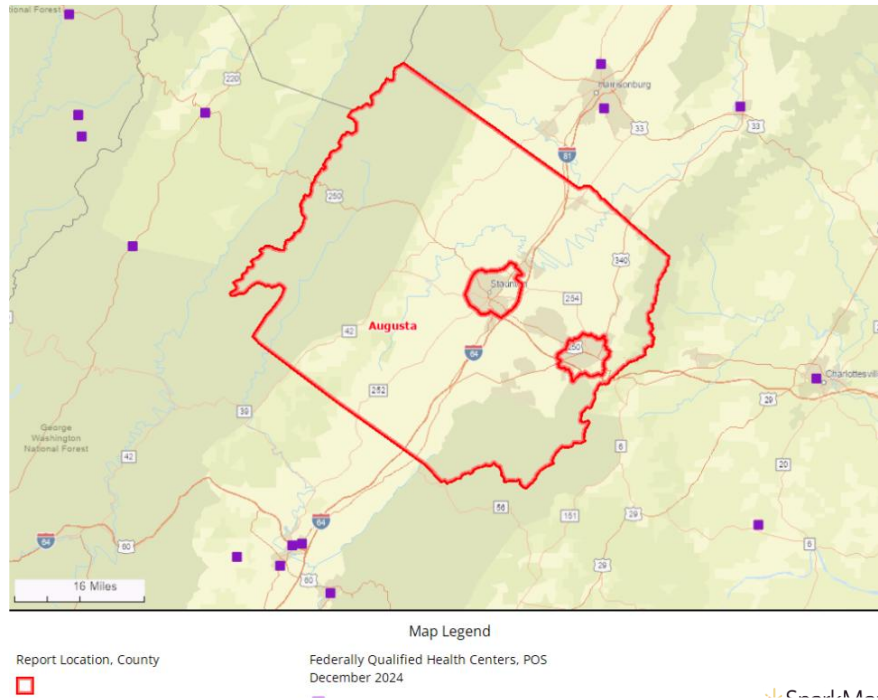 National Forest
220
Harrisonburg
33
33
81
250
340
Staunton
254
Augusta
42
250
64
Charlottesville
252
29
39
George
Washington
National Forest
6
42
20
56
151
29
64
64
60
6
60
29
16 Miles
Map Legend
Report Location, County
Federally Qualified Health Centers, POS
December 2024